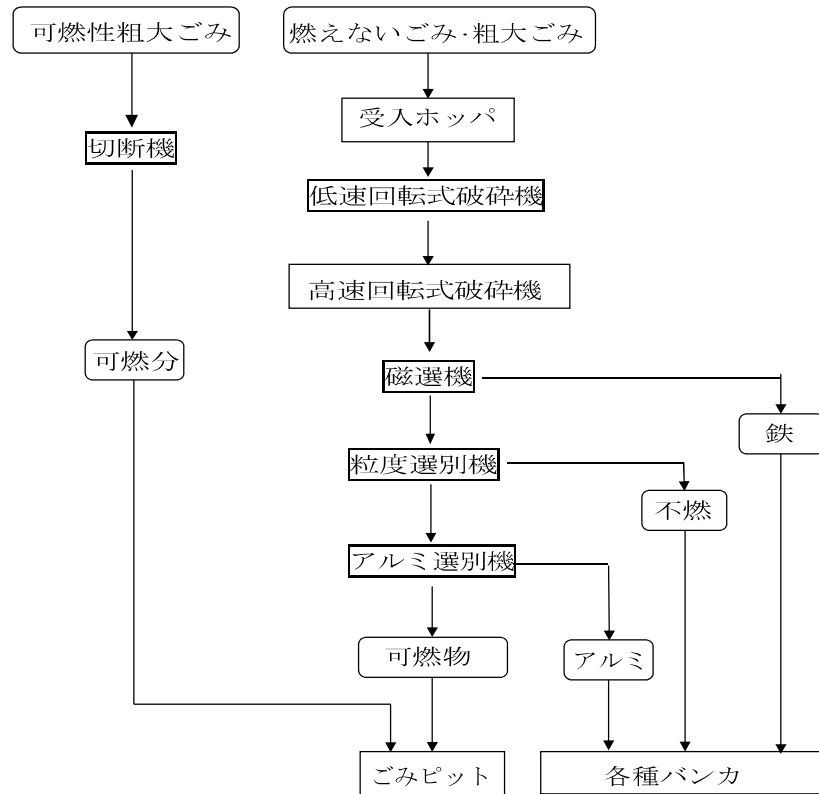 可燃性粗大ごみ
燃えないごみ·粗大ごみ
受入ホッパ
切断機
低速回転式破砕機
高速回転式破砕機
可燃分
磁選機
鉄
粒度選別機
不燃
アルミ選別機
可燃物
アルミ
ごみピット
各種バンカ